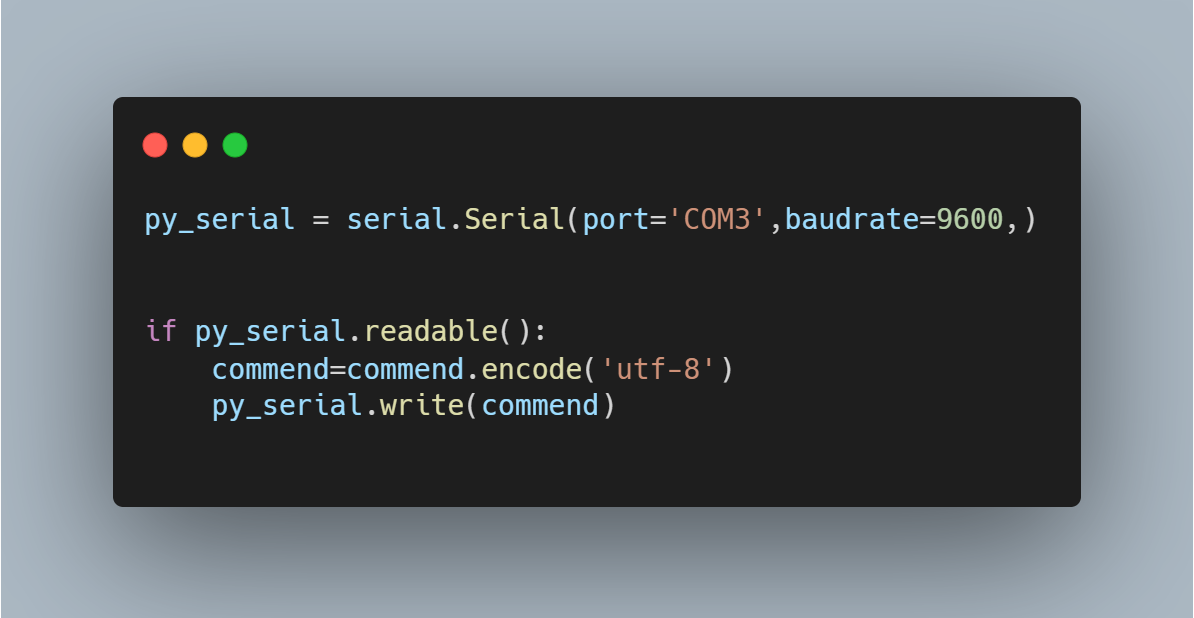 py_serial = serial.Serial(port='COM3',baudrate=9600,)
if py_serial.readable():
    commend=commend.encode('utf-8')
    py_serial.write(commend)